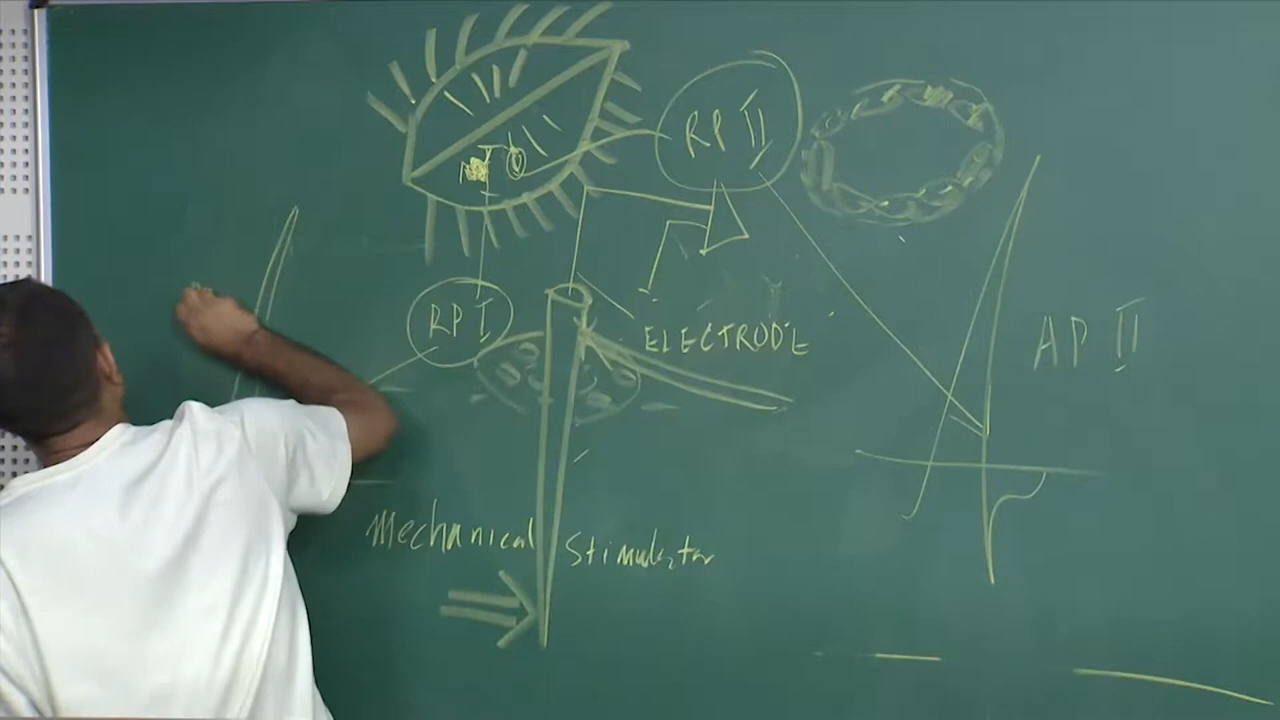 RP II
RP I
ELECTRODE
AP II
Mechanical Stimulator